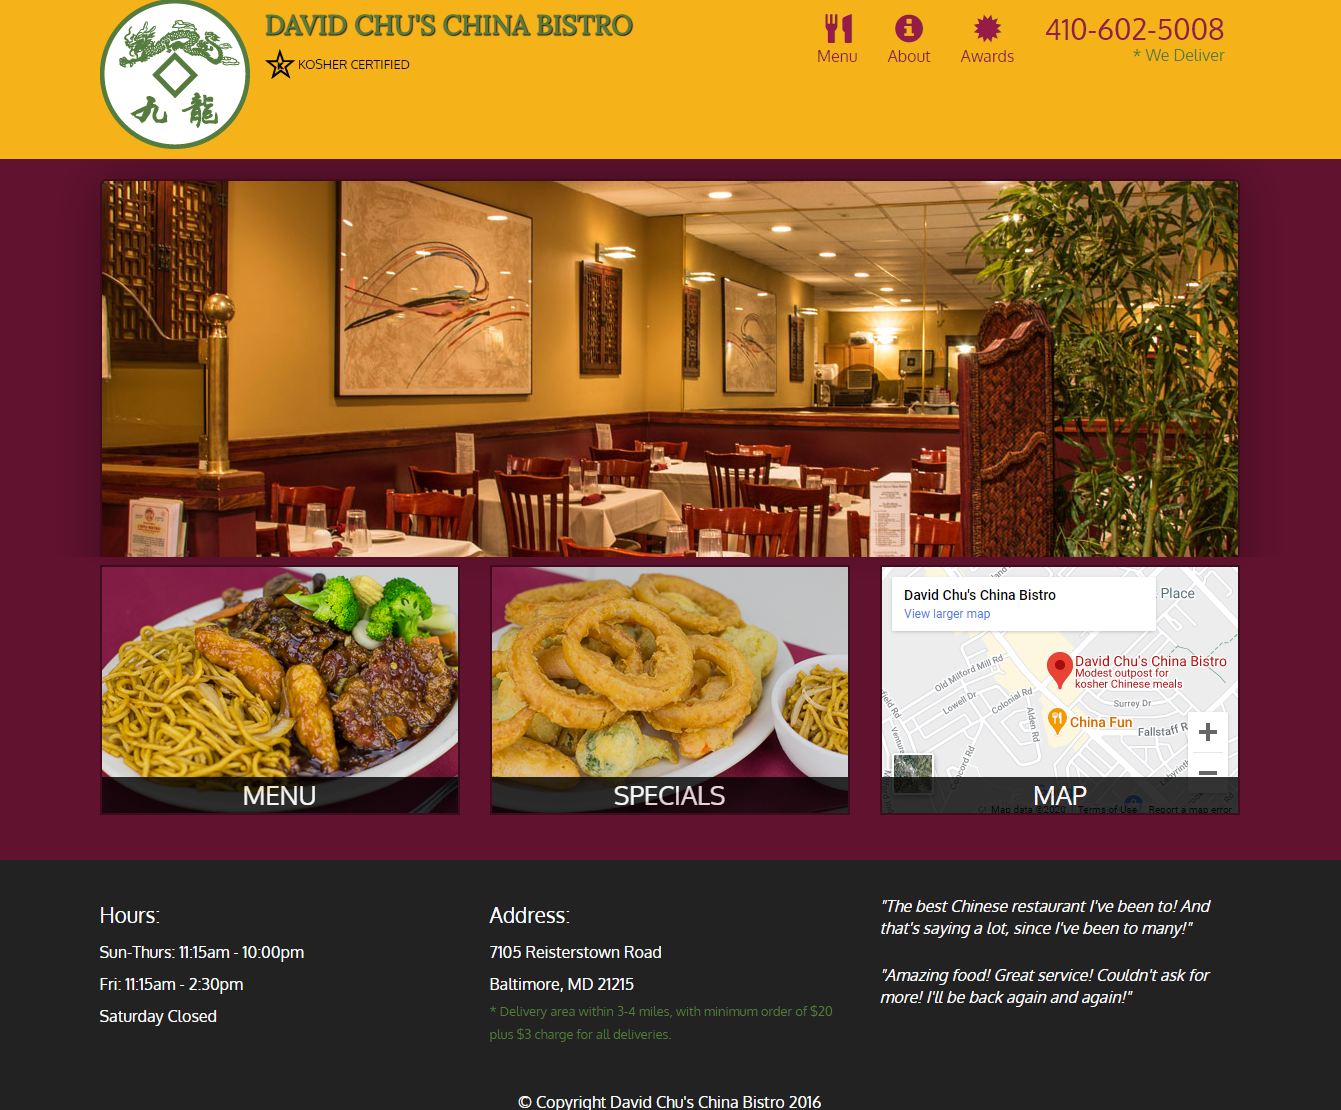 DAVID CHU'S CHINA BISTRO
KOSHER CERTIFIED
九 龍
Menu
About
Awards
410-602-5008
* We Deliver
MENU
SPECIALS
David Chu's China Bistro
View larger map
Place
Old Milford Mill Rd
Lowell Dr
Colonial Rd
David Chu's China Bistro
Modest outpost for
kosher Chinese meals
Surrey Dr
China Fun
Alden Rd
Fallstaff R
Concord Rd
MAP
Map data ©2020
Terms of Use
Report a map error
Hours:
Sun-Thurs: 11:15am - 10:00pm
Fri: 11:15am - 2:30pm
Saturday Closed
Address:
7105 Reisterstown Road
Baltimore, MD 21215
* Delivery area within 3-4 miles, with minimum order of $20
plus $3 charge for all deliveries.
"The best Chinese restaurant I've been to! And
that's saying a lot, since I've been to many!"
"Amazing food! Great service! Couldn't ask for
more! I'll be back again and again!"
© Copyright David Chu's China Bistro 2016